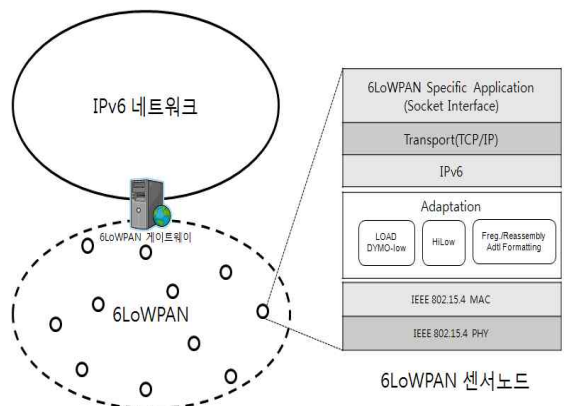 IPv6 네트워크
6LoWPAN 게이트웨이
6LoWPAN
6LoWPAN Specific Application
(Socket Interface)
Transport(TCP/IP)
IPv6
Adaptation
LOAD
DYMO-low
HiLow
Freg./Reassembly
Adtl Formatting
IEEE 802.15.4 MAC
IEEE 802.15.4 PHY
6LoWPAN 센서노드